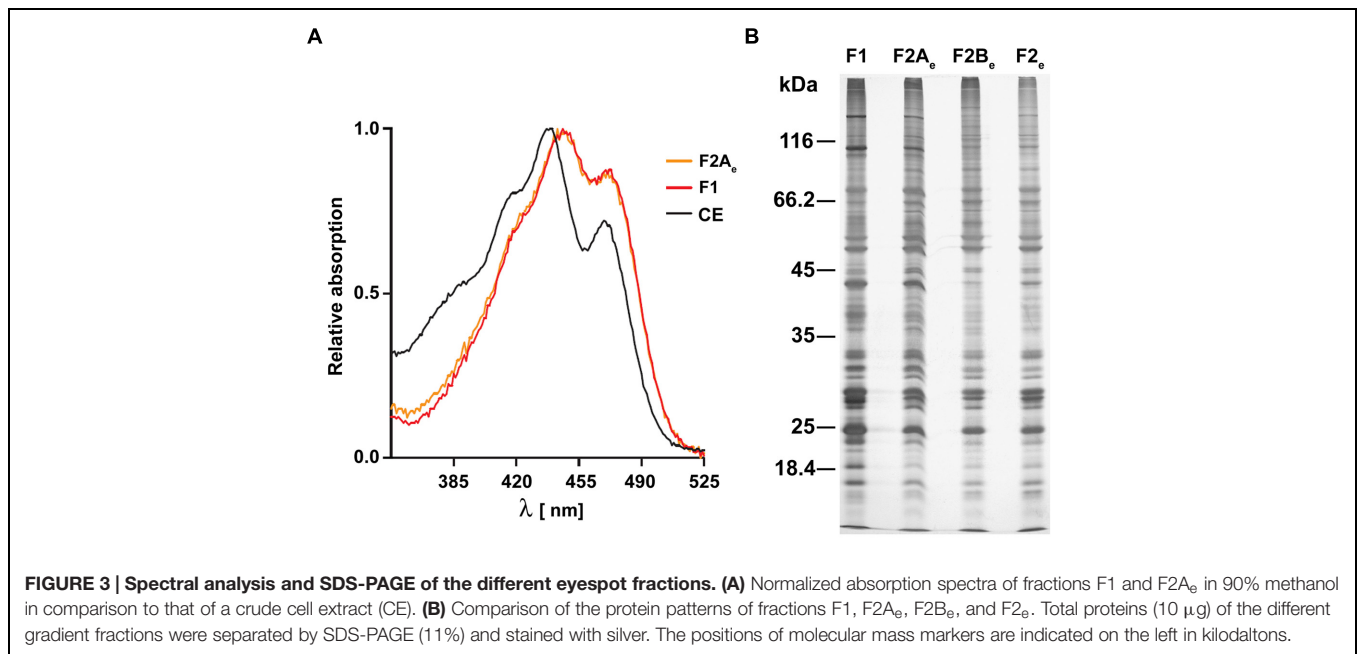 A
B
F1 F2Ae F2Be F2e
kDa
1.0
F2Ae
F1
CE
116
66.2
Relative absorption
45
0.5
35
25
18.4
0.0
385 420 455 490 525
λ [ nm]
FIGURE 3 | Spectral analysis and SDS-PAGE of the different eyespot fractions. (A) Normalized absorption spectra of fractions F1 and F2Ae in 90% methanol
in comparison to that of a crude cell extract (CE). (B) Comparison of the protein patterns of fractions F1, F2Ae, F2Be, and F2e. Total proteins (10 μg) of the different
gradient fractions were separated by SDS-PAGE (11%) and stained with silver. The positions of molecular mass markers are indicated on the left in kilodaltons.